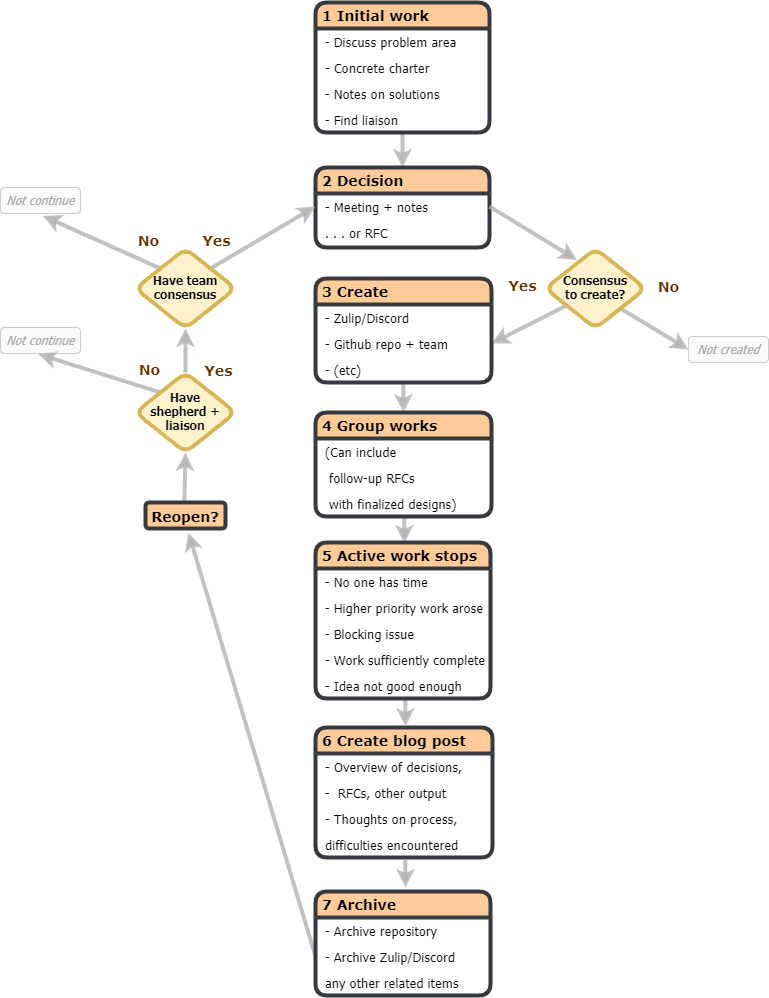 1 Initial work
- Discuss problem area
- Concrete charter
- Notes on solutions
- Find liaison
2 Decision
- Meeting + notes
. . . or RFC
Consensus
to create?
Yes
No
Not created
3 Create
- Zulip/Discord
- Github repo + team
- (etc)
4 Group works
(Can include
follow-up RFCs
with finalized designs)
5 Active work stops
- No one has time
- Higher priority work arose
- Blocking issue
- Work sufficiently complete
- Idea not good enough
6 Create blog post
- Overview of decisions,
- RFCs, other output
- Thoughts on process,
difficulties encountered
7 Archive
- Archive repository
- Archive Zulip/Discord
any other related items
Reopen?
Have
shepherd +
liaison
No
Yes
Not continue
Have team
consensus
No
Yes
Not continue